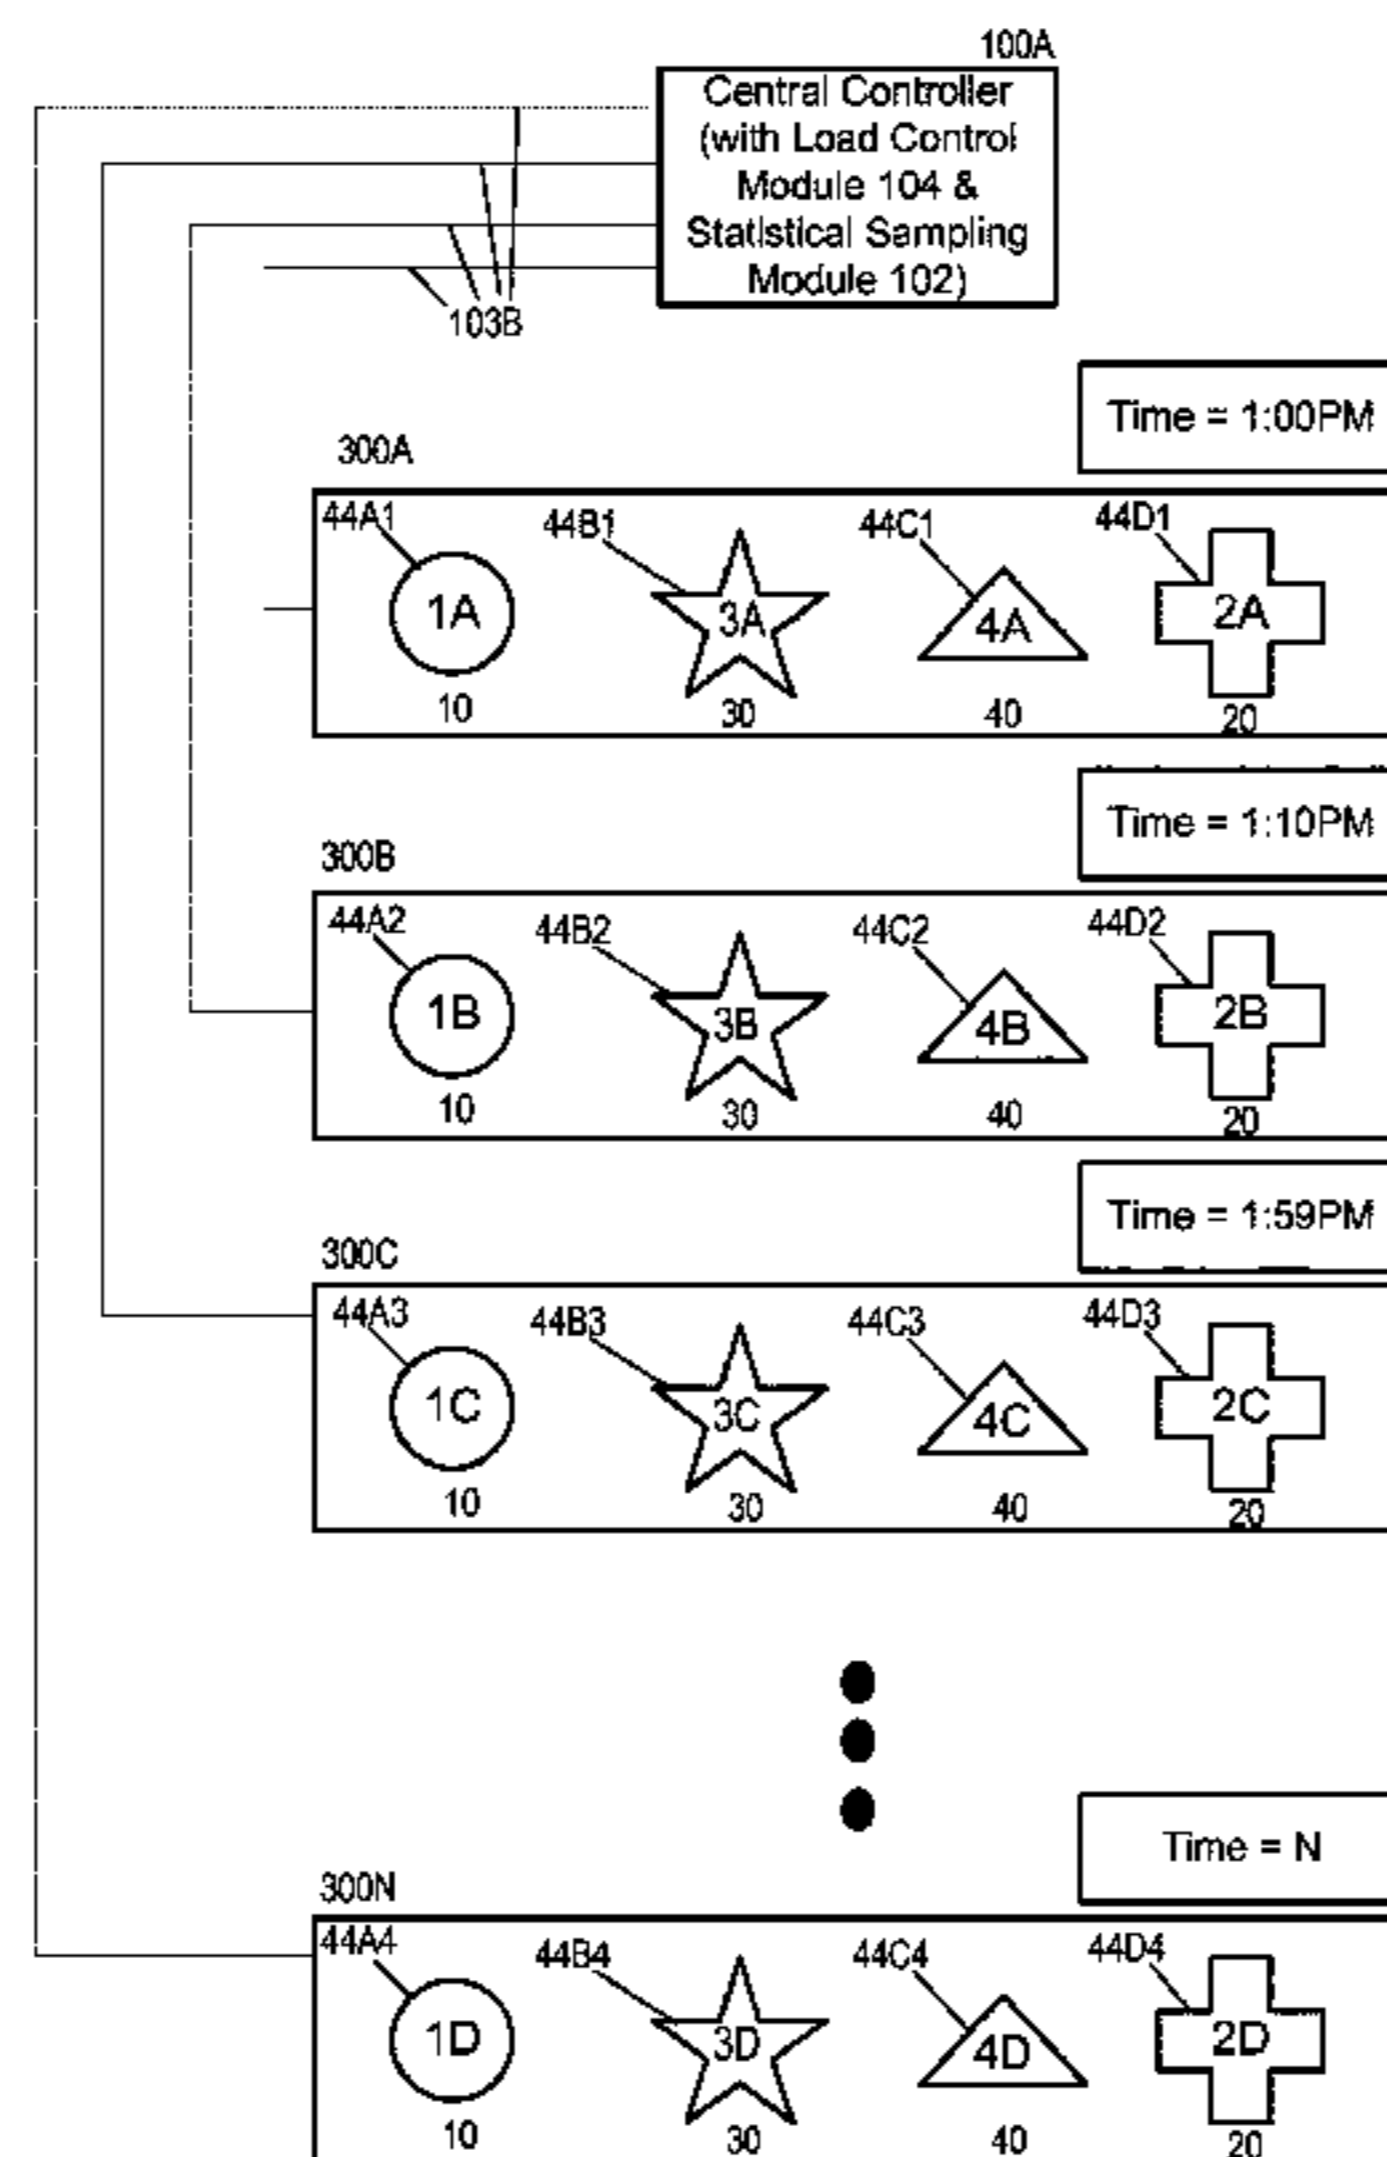 100A
Central Controller
(with Load Control
Module 104 &
Statistical Sampling
Module 102)
103B
Time = 1:00PM
300A
44A1
44B1
44C1
44D1
1A
3A
4A
2A
10
30
40
20
Time = 1:10PM
300B
44A2
44B2
44C2
44D2
1B
3B
4B
2B
10
30
40
20
Time = 1:59PM
300C
44A3
44B3
44C3
44D3
1C
3C
4C
2C
10
30
40
20
Time = N
300N
44A4
44B4
44C4
44D4
1D
3D
4D
2D
10
30
40
20